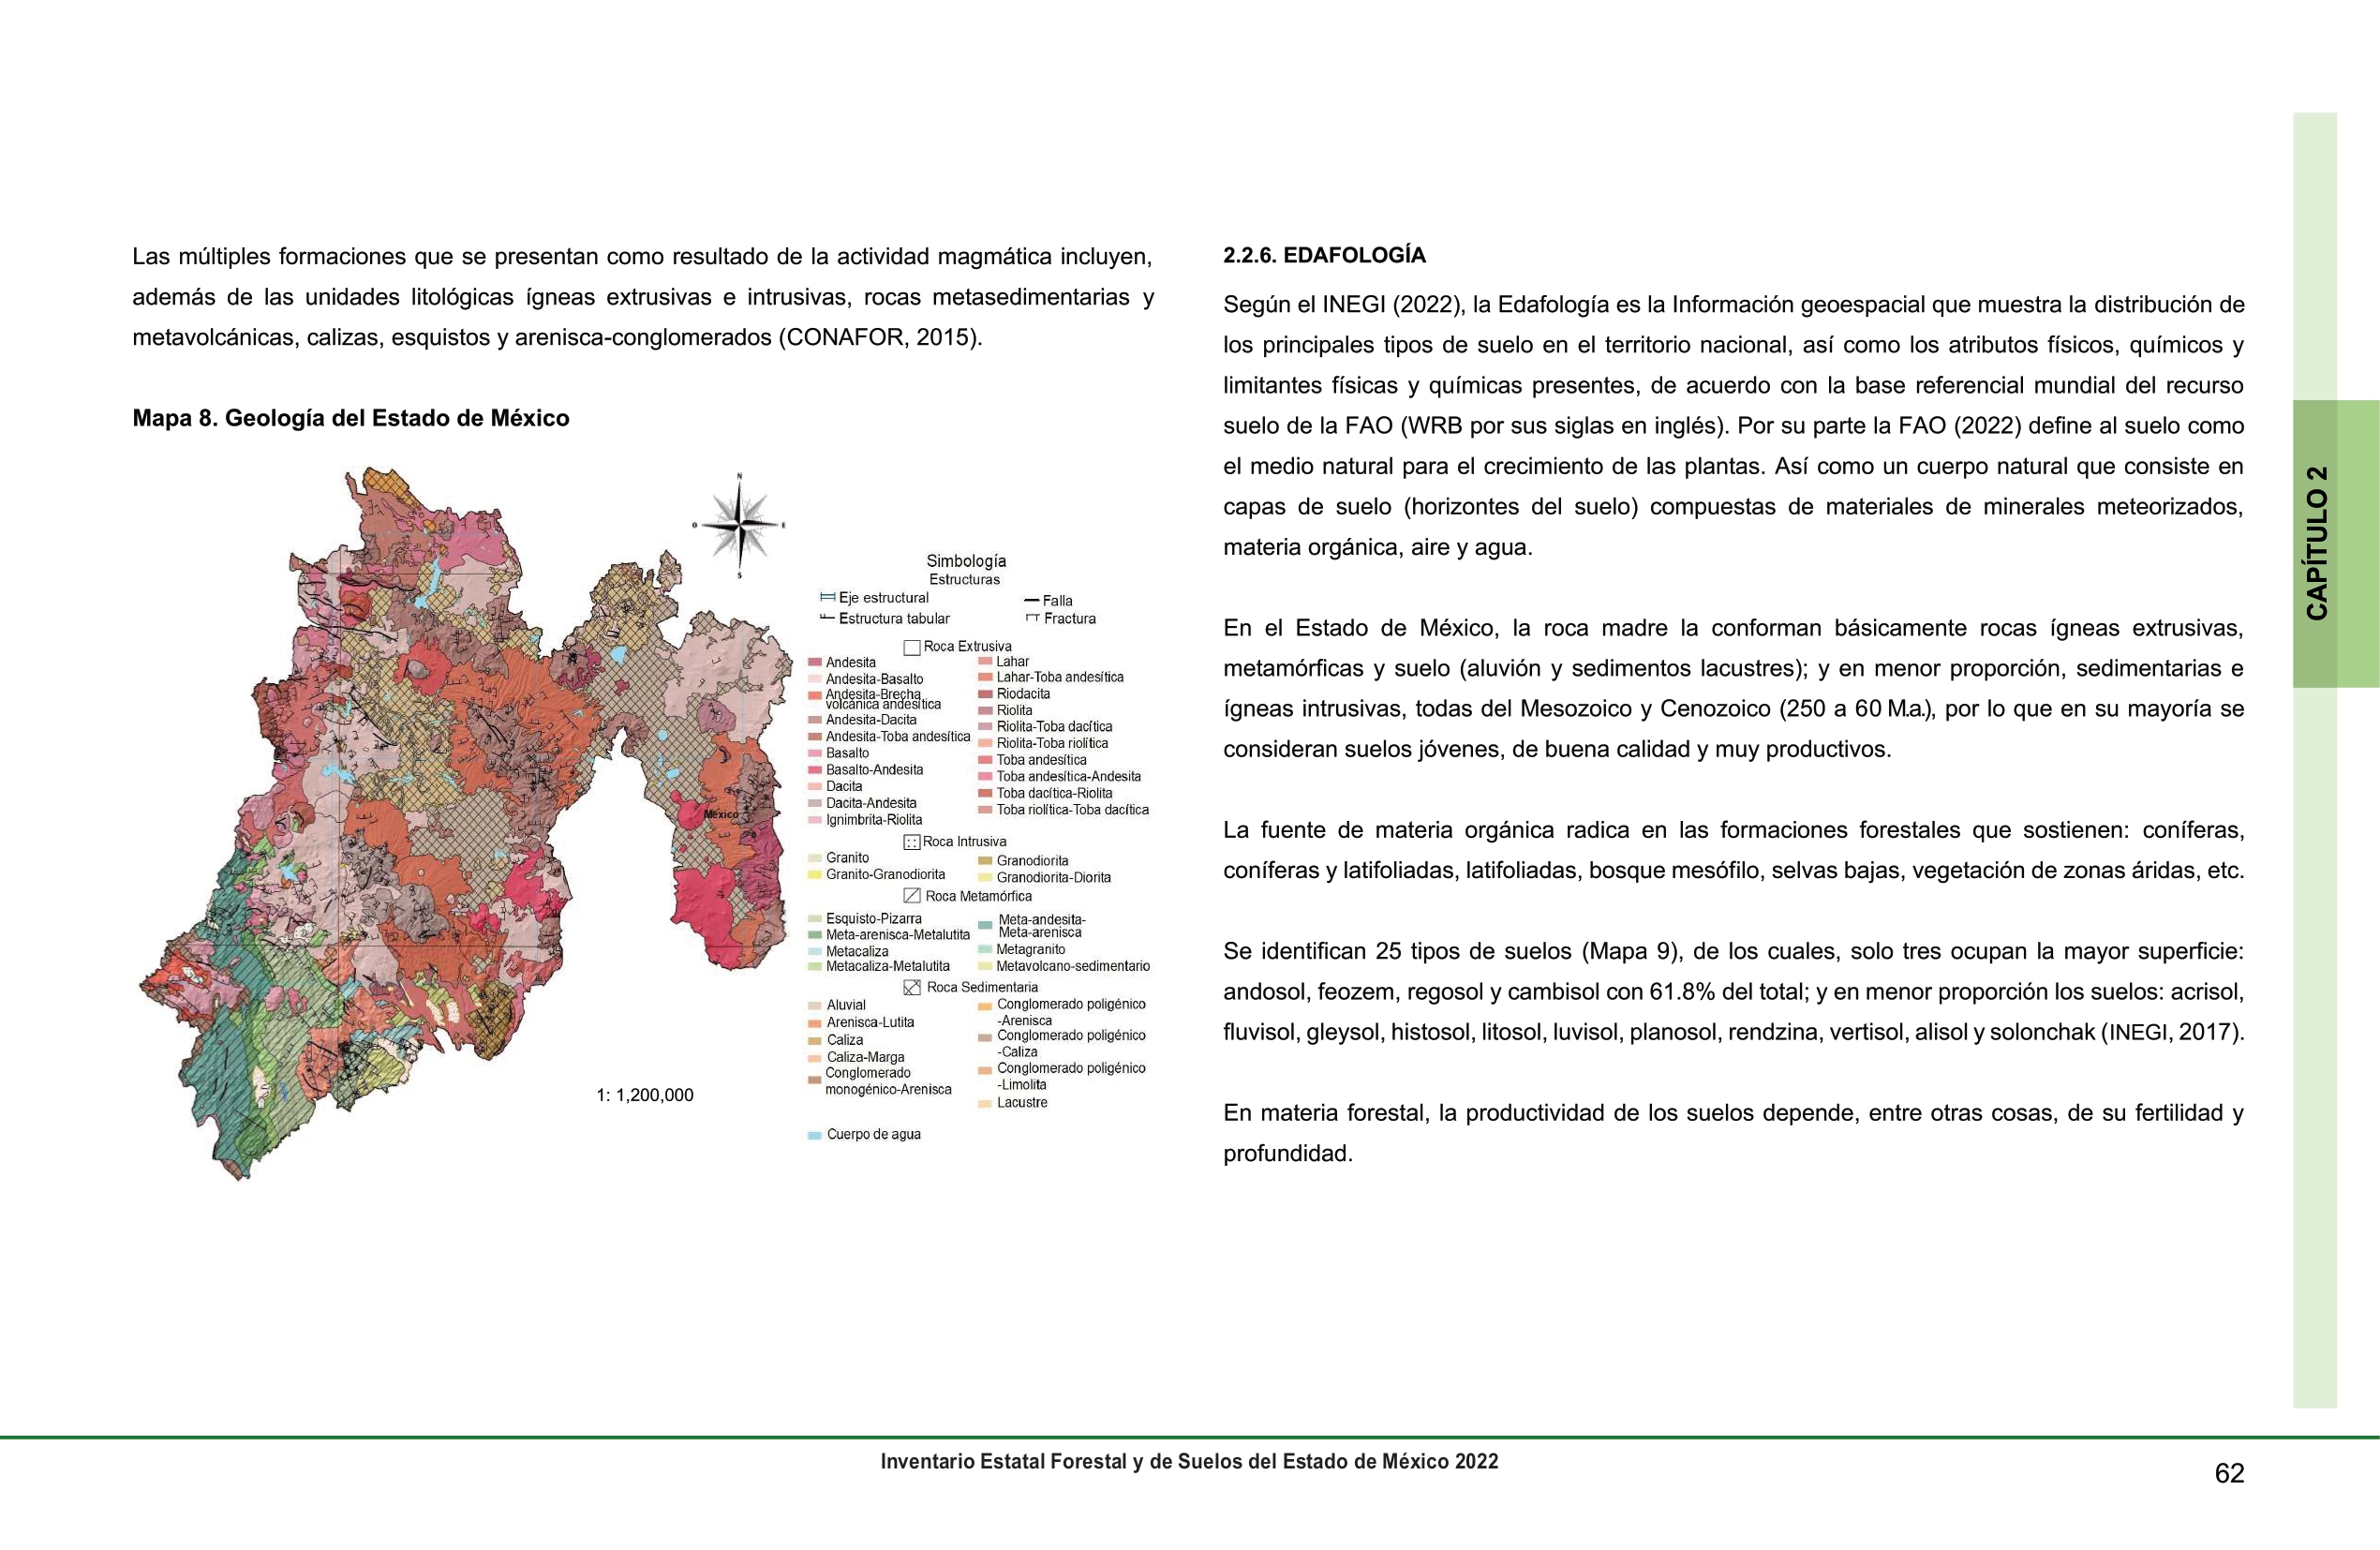 Las múltiples formaciones que se presentan como resultado de la actividad magmática incluyen,
además de las unidades litológicas ígneas extrusivas e intrusivas, rocas metasedimentarias y
metavolcánicas, calizas, esquistos y arenisca-conglomerados (CONAFOR, 2015).
Mapa 8. Geología del Estado de México
N
O
E
S
México
1: 1,200,000
Simbología
Estructuras
Eje estructural
Falla
Estructura tabular
Fractura
Roca Extrusiva
Andesita
Andesita-Basalto
Andesita-Brecha
volcánica andesítica
Andesita-Dacita
Andesita-Toba andesítica
Basalto
Basalto-Andesita
Dacita
Dacita-Andesita
Ignimbrita-Riolita
Lahar
Lahar-Toba andesítica
Riodacita
Riolita
Riolita-Toba dacítica
Riolita-Toba riolítica
Toba andesítica
Toba andesítica-Andesita
Toba dacítica-Riolita
Toba riolítica-Toba dacítica
Roca Intrusiva
Granito
Granito-Granodiorita
Granodiorita
Granodiorita-Diorita
Roca Metamórfica
Esquisto-Pizarra
Meta-arenisca-Metalutita
Metacaliza
Metacaliza-Metalutita
Meta-andesita-
Meta-arenisca
Metagranito
Metavolcano-sedimentario
Roca Sedimentaria
Aluvial
Arenisca-Lutita
Caliza
Caliza-Marga
Conglomerado
monogénico-Arenisca
Conglomerado poligénico
-Arenisca
Conglomerado poligénico
-Caliza
Conglomerado poligénico
-Limolita
Lacustre
Cuerpo de agua
2.2.6. EDAFOLOGÍA
Según el INEGI (2022), la Edafología es la Información geoespacial que muestra la distribución de
los principales tipos de suelo en el territorio nacional, así como los atributos físicos, químicos y
limitantes físicas y químicas presentes, de acuerdo con la base referencial mundial del recurso
suelo de la FAO (WRB por sus siglas en inglés). Por su parte la FAO (2022) define al suelo como
el medio natural para el crecimiento de las plantas. Así como un cuerpo natural que consiste en
capas de suelo (horizontes del suelo) compuestas de materiales de minerales meteorizados,
materia orgánica, aire y agua.
En el Estado de México, la roca madre la conforman básicamente rocas ígneas extrusivas,
metamórficas y suelo (aluvión y sedimentos lacustres); y en menor proporción, sedimentarias e
ígneas intrusivas, todas del Mesozoico y Cenozoico (250 a 60 M.a.), por lo que en su mayoría se
consideran suelos jóvenes, de buena calidad y muy productivos.
La fuente de materia orgánica radica en las formaciones forestales que sostienen: coníferas,
coníferas y latifoliadas, latifoliadas, bosque mesófilo, selvas bajas, vegetación de zonas áridas, etc.
Se identifican 25 tipos de suelos (Mapa 9), de los cuales, solo tres ocupan la mayor superficie:
andosol, feozem, regosol y cambisol con 61.8% del total; y en menor proporción los suelos: acrisol,
fluvisol, gleysol, histosol, litosol, luvisol, planosol, rendzina, vertisol, alisol y solonchak (INEGI, 2017).
En materia forestal, la productividad de los suelos depende, entre otras cosas, de su fertilidad y
profundidad.
CAPÍTULO 2
Inventario Estatal Forestal y de Suelos del Estado de México 2022
62